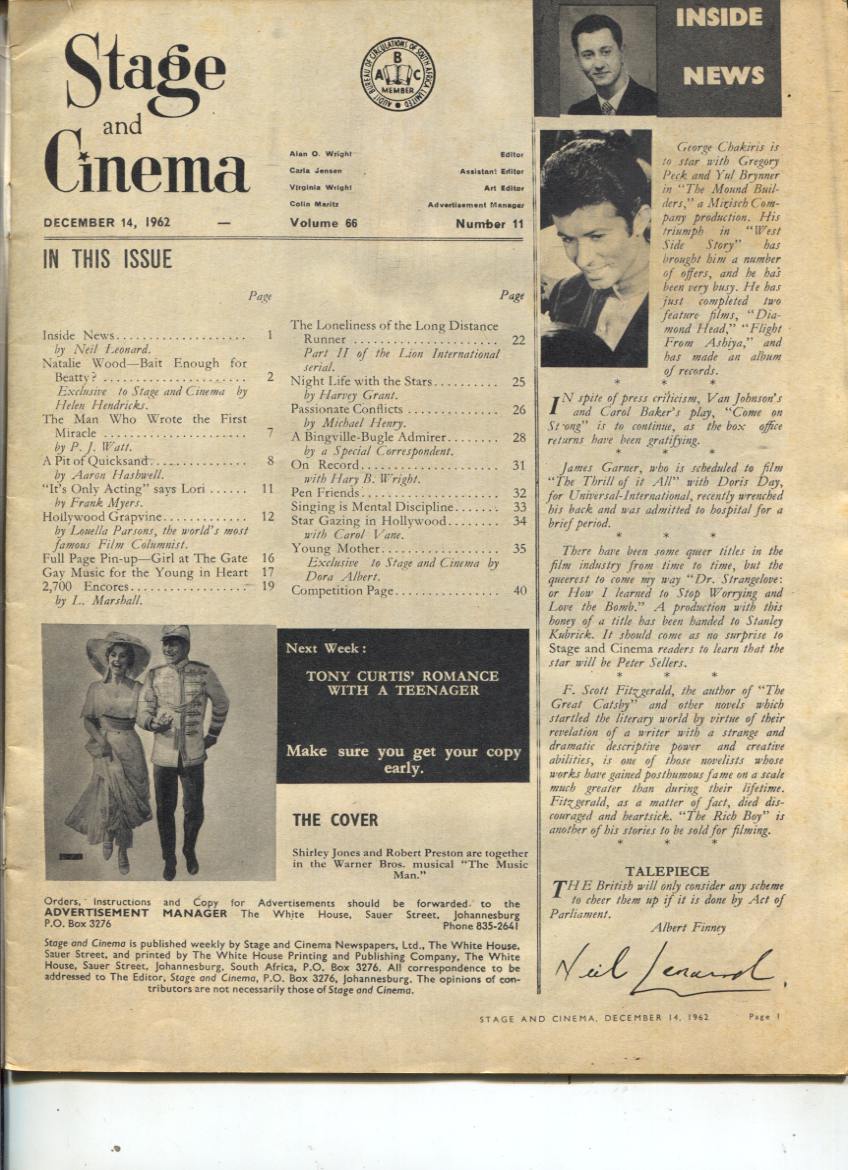 Stage
and
Cinema
AUDIT BUREAU OF CIRCULATIONS OF SOUTH AFRICA LIMITED
A B C
MEMBER
Alan O. Wright Editor
Carla Jensen Assistant Editor
Virginia Wright Art Editor
Colin Maritz Advertisement Manager
DECEMBER 14, 1962 — Volume 66 Number 11
IN THIS ISSUE
Page
Inside News.................. 1
by Neil Leonard.
Natalie Wood—Bait Enough for
Beatty? ...................... 2
Exclusive to Stage and Cinema by
Helen Hendricks.
The Man Who Wrote the First
Miracle ...................... 7
by P. J. Watt.
A Pit of Quicksand............... 8
by Aaron Hashwell.
“It's Only Acting” says Lori ...... 11
by Frank Myers.
Hoilywood Grapvine............. 12
by Louella Parsons, the world's most
famous Film Columnist.
Full Page Pin-up—Girl at The Gate 16
Gay Music for the Young in Heart 17
2,700 Encores.................. 19
by L. Marshall.
Page
The Loneliness of the Long Distance
Runner ...................... 22
Part II of the Lion International
serial.
Night Life with the Stars.......... 25
by Harvey Grant.
Passionate Conflicts .............. 26
by Michael Henry.
A Bingville-Bugle Admirer........ 28
by a Special Correspondent.
On Record..................... 31
with Hary B. Wright.
Pen Friends.................... 32
Singing is Mental Discipline....... 33
Star Gazing in Hollywood........ 34
with Carol Vane.
Young Mother.................. 35
Exclusive to Stage and Cinema by
Dora Albert.
Competition Page................ 40
Next Week :
TONY CURTIS' ROMANCE
WITH A TEENAGER
Make sure you get your copy
early.
THE COVER
Shirley Jones and Robert Preston are together
in the Warner Bros. musical “The Music
Man.”
Orders, Instructions and Copy for Advertisements should be forwarded to the
ADVERTISEMENT MANAGER The White House, Sauer Street, Johannesburg
P.O. Box 3276 Phone 835-2641
Stage and Cinema is published weekly by Stage and Cinema Newspapers, Ltd., The White House,
Sauer Street, and printed by The White House Printing and Publishing Company, The White
House, Sauer Street, Johannesburg, South Africa, P.O. Box 3276. All correspondence to be
addressed to The Editor, Stage and Cinema, P.O. Box 3276, Johannesburg. The opinions of con-
tributors are not necessarily those of Stage and Cinema.
INSIDE
NEWS
George Chakiris is
to star with Gregory
Peck and Yul Brynner
in “The Mound Buil-
ders,” a Mirisch Com-
pany production. His
triumph in “West
Side Story” has
brought him a number
of offers, and he has
been very busy. He has
just completed two
feature films, “Dia-
mond Head,” “Flight
From Ashiya,” and
has made an album
of records.
* * *
IN spite of press criticism, Van Johnson's
and Carol Baker's play, “Come on
St ong” is to continue, as the box office
returns have been gratifying.
* * *
James Garner, who is scheduled to film
“The Thrill of it All” with Doris Day,
for Universal-International, recently wrenched
his back and was admitted to hospital for a
brief period.
* * *
There have been some queer titles in the
film industry from time to time, but the
queerest to come my way “Dr. Strangelove:
or How I learned to Stop Worrying and
Love the Bomb.” A production with this
honey of a title has been handed to Stanley
Kubrick. It should come as no surprise to
Stage and Cinema readers to learn that the
star will be Peter Sellers.
* * *
F. Scott Fitzgerald, the author of “The
Great Catsby” and other novels which
startled the literary world by virtue of their
revelation of a writer with a strange and
dramatic descriptive power and creative
abilities, is one of those novelists whose
works have gained posthumous fame on a scale
much greater than during their lifetime.
Fitzgerald, as a matter of fact, died dis-
couraged and heartsick. “The Rich Boy” is
another of his stories to be sold for filming.
* * *
TALEPIECE
THE British will only consider any scheme
to cheer them up if it is done by Act of
Parliament.
Albert Finney
Neil Leonard.
STAGE AND CINEMA, DECEMBER 14, 1962 Page 1